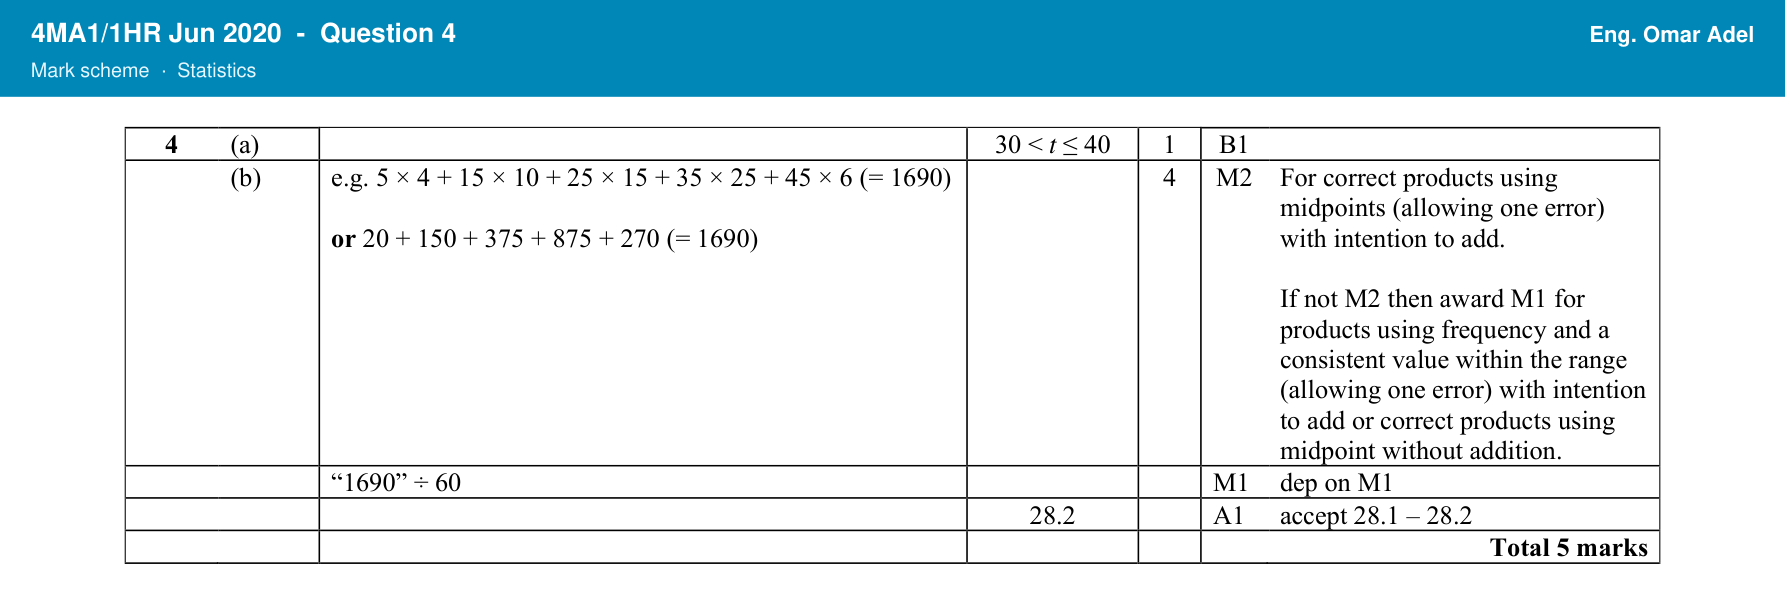 4MA1/1HR Jun 2020 - Question 4
Eng. Omar Adel
Mark scheme · Statistics
4 (a) 30 < t ≤ 40 1 B1
(b) e.g. 5 × 4 + 15 × 10 + 25 × 15 + 35 × 25 + 45 × 6 (= 1690) 4 M2 For correct products using
midpoints (allowing one error)
or 20 + 150 + 375 + 875 + 270 (= 1690) with intention to add.
If not M2 then award M1 for
products using frequency and a
consistent value within the range
(allowing one error) with intention
to add or correct products using
midpoint without addition.
“1690” ÷ 60 M1 dep on M1
28.2 A1 accept 28.1 – 28.2
Total 5 marks